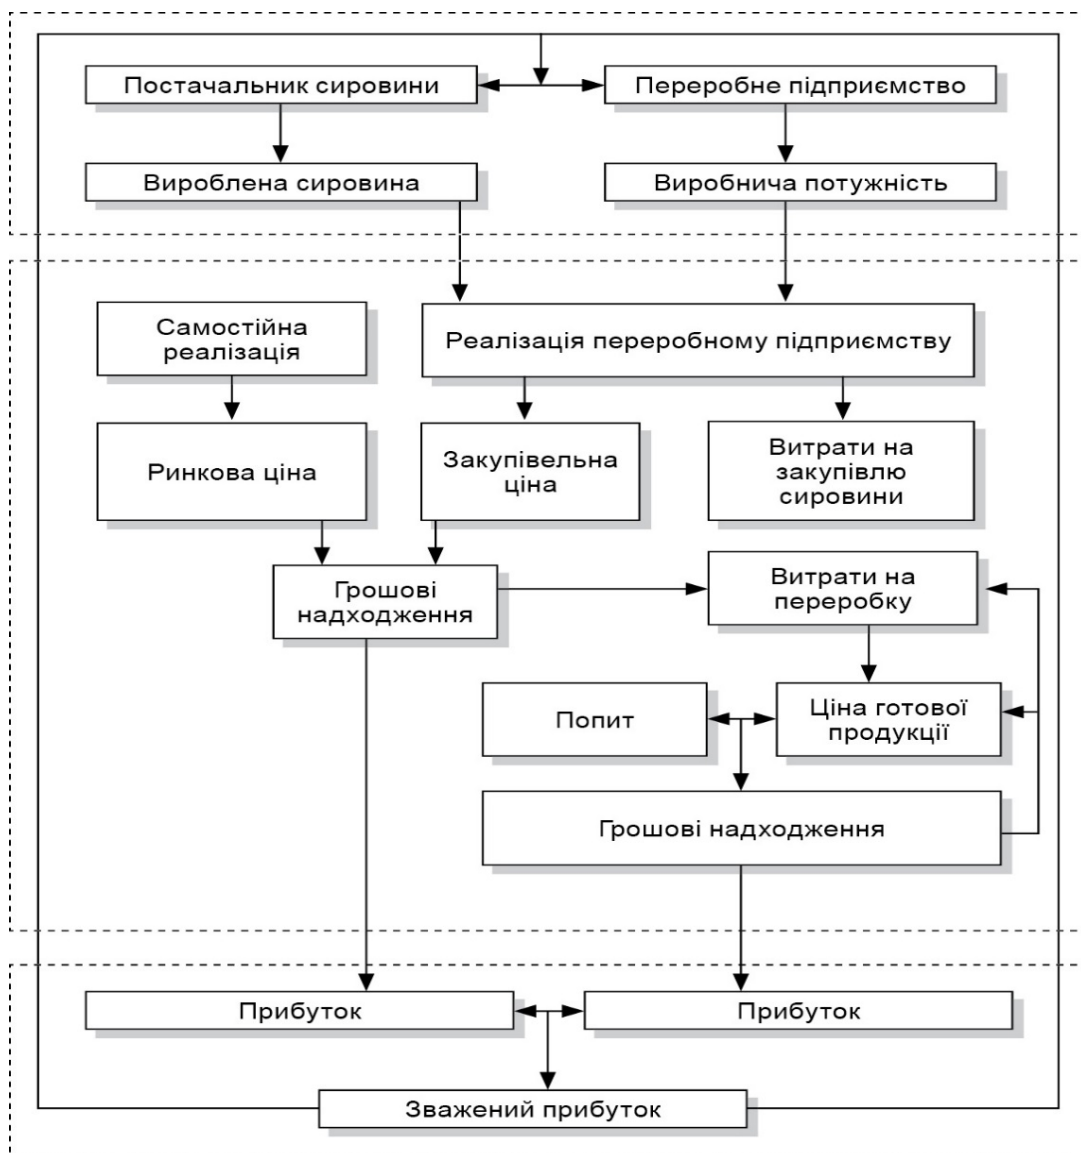 Постачальник сировини
Переробне підприємство
Вироблена сировина
Виробнича потужність
Самостійна
реалізація
Реалізація переробному підприємству
Ринкова ціна
Закупівельна
ціна
Витрати на
закупівлю
сировини
Грошові
надходження
Витрати на
переробку
Попит
Ціна готової
продукції
Грошові надходження
Прибуток
Прибуток
Зважений прибуток